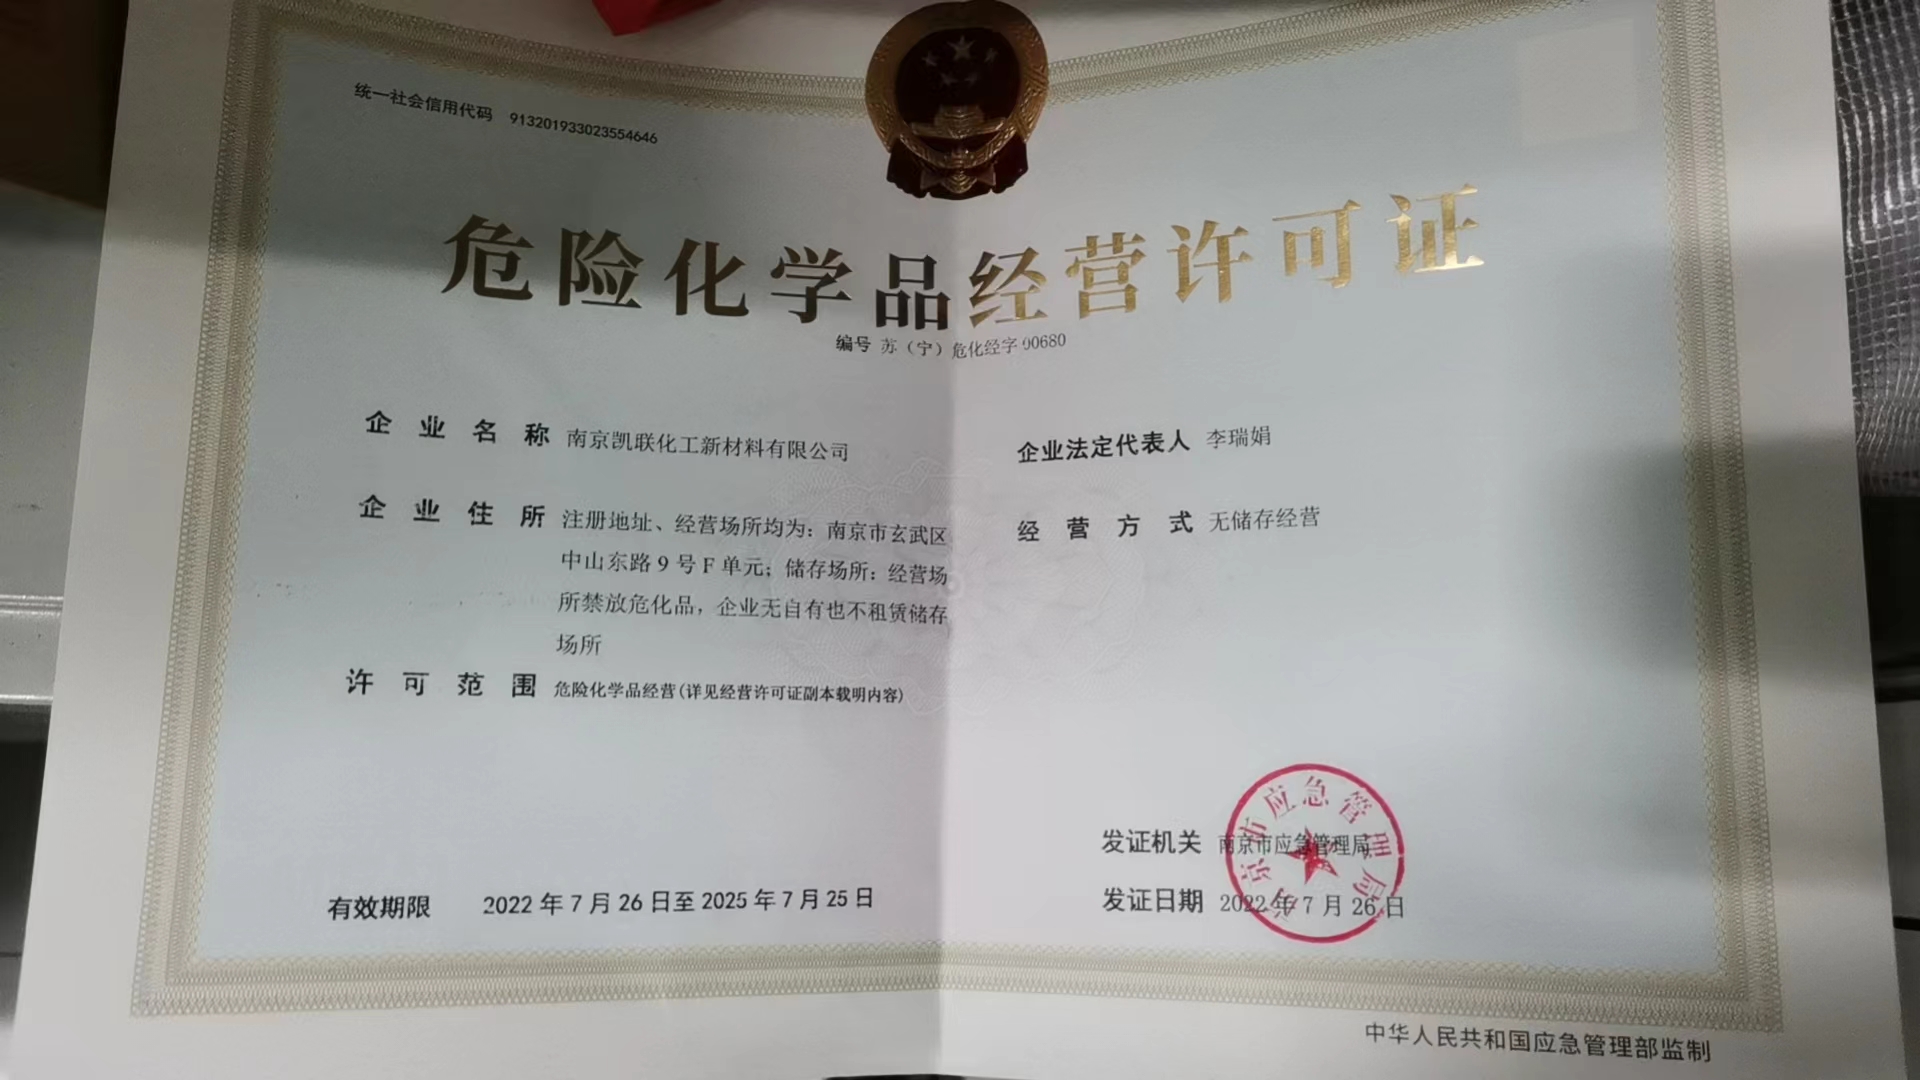 统一社会信用代码 913201933023554646
危险化学品经营许可证
编号 苏（宁）危化经字 00680
企业名称 南京凯联化工新材料有限公司
企业法定代表人 李瑞娟
企业住所 注册地址、经营场所均为：南京市玄武区
中山东路9号F单元；储存场所：经营场
所禁放危化品，企业无自有也不租赁储存
场所
经营方式 无储存经营
许可范围 危险化学品经营(详见经营许可证副本载明内容)
发证机关 南京市应急管理局
有效期限 2022年7月26日至2025年7月25日
发证日期 2022年7月26日
南京市应急管理局
中华人民共和国应急管理部监制